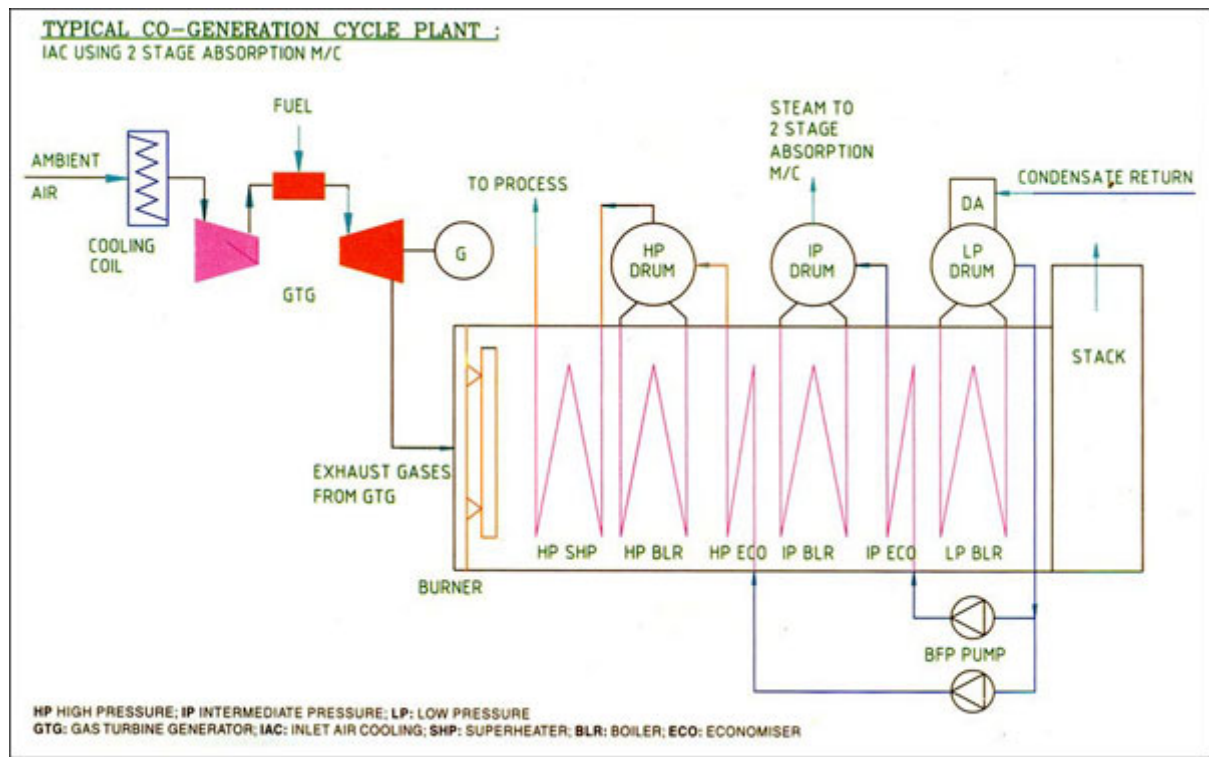 TYPICAL CO-GENERATION CYCLE PLANT :
IAC USING 2 STAGE ABSORPTION M/C
FUEL
AMBIENT
AIR
COOLING
COIL
GTG
G
TO PROCESS
STEAM TO
2 STAGE
ABSORPTION
M/C
CONDENSATE RETURN
DA
HP
DRUM
IP
DRUM
LP
DRUM
STACK
EXHAUST GASES
FROM GTG
HP SHP
HP BLR
HP ECO
IP BLR
IP ECO
LP BLR
BURNER
BFP PUMP
HP HIGH PRESSURE; IP INTERMEDIATE PRESSURE; LP: LOW PRESSURE
GTG: GAS TURBINE GENERATOR; IAC: INLET AIR COOLING; SHP: SUPERHEATER; BLR: BOILER; ECO: ECONOMISER